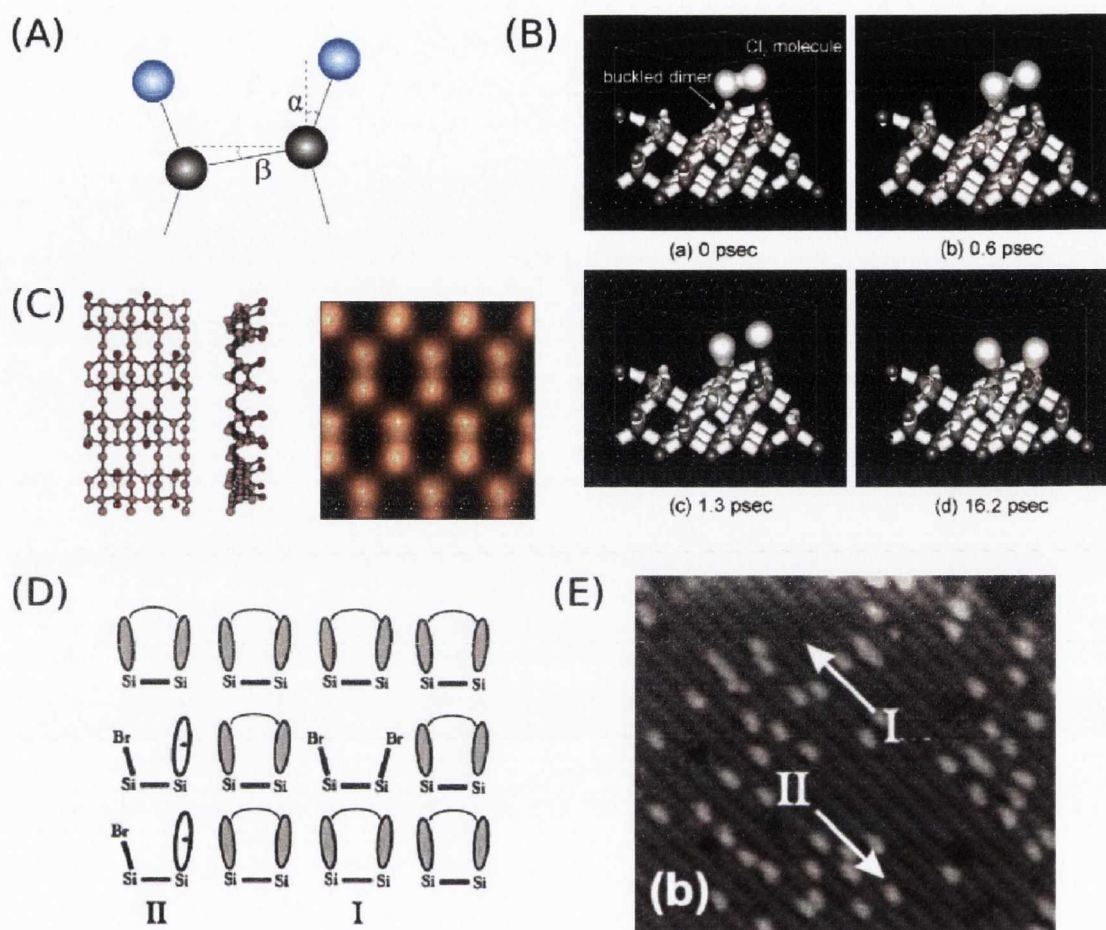 (A)
α
β
(B)
Cl₂ molecule
buckled dimer
(a) 0 psec
(b) 0.6 psec
(c) 1.3 psec
(d) 16.2 psec
(C)
(D)
Si Si Si Si Si Si Si Si
Br Br Br
Si Si Si Si Si Si Si Si
Br
Si Si Si Si Si Si Si Si
II I
(E)
I
II
(b)